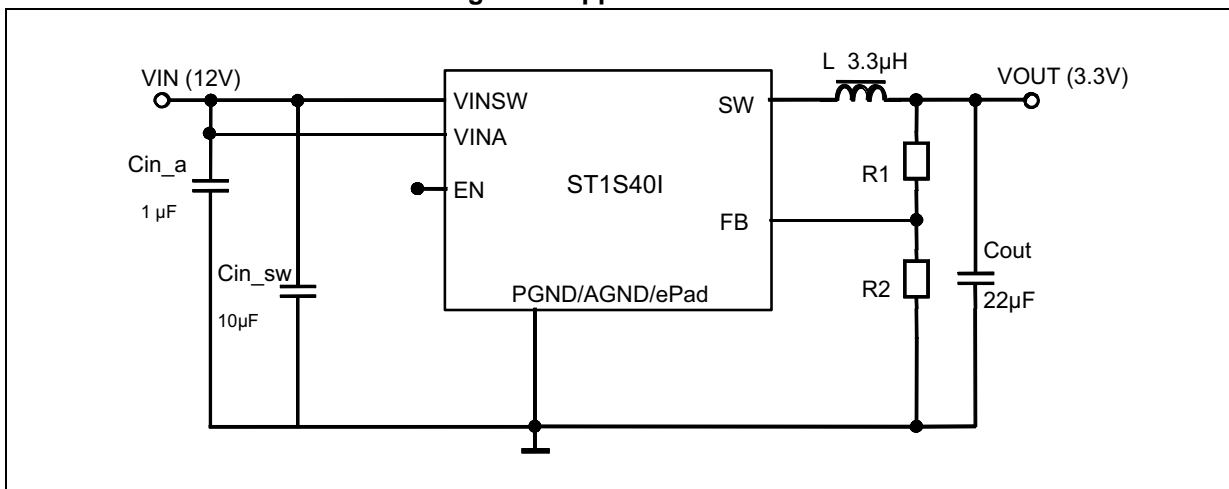 VIN (12V)
VINSW
VINA
EN
Cin_a
1 µF
Cin_sw
10µF
ST1S40I
SW
FB
PGND/AGND/ePad
L 3.3µH
VOUT (3.3V)
R1
R2
Cout
22µF